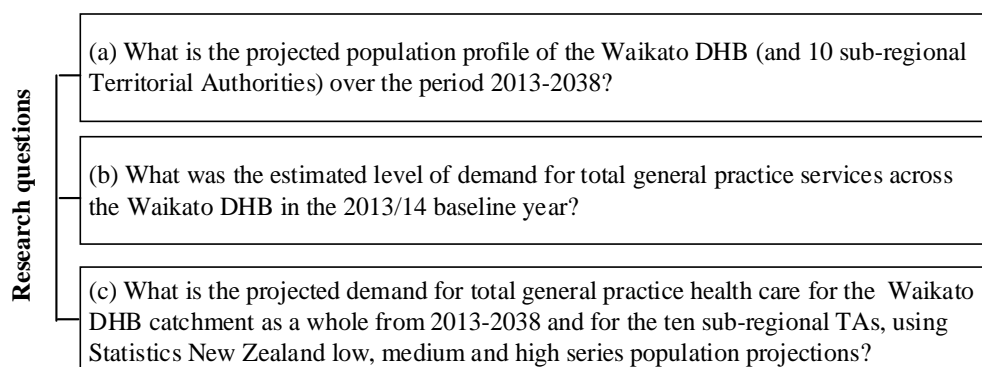 Research questions
(a) What is the projected population profile of the Waikato DHB (and 10 sub-regional
Territorial Authorities) over the period 2013-2038?
(b) What was the estimated level of demand for total general practice services across
the Waikato DHB in the 2013/14 baseline year?
(c) What is the projected demand for total general practice health care for the Waikato
DHB catchment as a whole from 2013-2038 and for the ten sub-regional TAs, using
Statistics New Zealand low, medium and high series population projections?